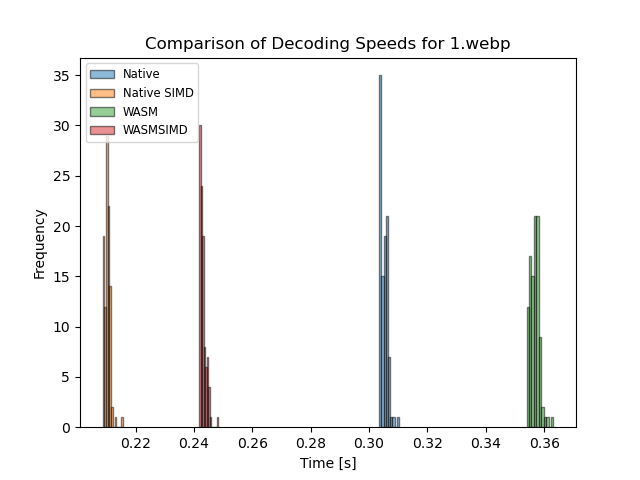 Comparison of Decoding Speeds for 1.webp
Native
Native SIMD
WASM
WASMSIMD
35
30
25
20
15
10
5
0
Frequency
0.22 0.24 0.26 0.28 0.30 0.32 0.34 0.36
Time [s]